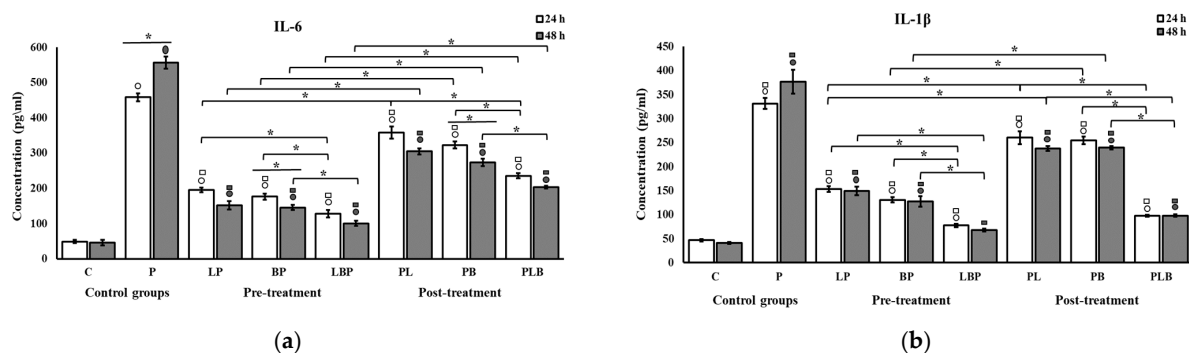 IL-6
24 h
48 h
Concentration (pg\ml)
600
500
400
300
200
100
0
C P LP BP LBP PL PB PLB
Control groups Pre-treatment Post-treatment
* * * * * * * * * * * * *
(a)
IL-1β
24 h
48 h
Concentration (pg/ml)
450
400
350
300
250
200
150
100
50
0
C P LP BP LBP PL PB PLB
Control groups Pre-treatment Post-treatment
* * * * * * * * * * * *
(b)